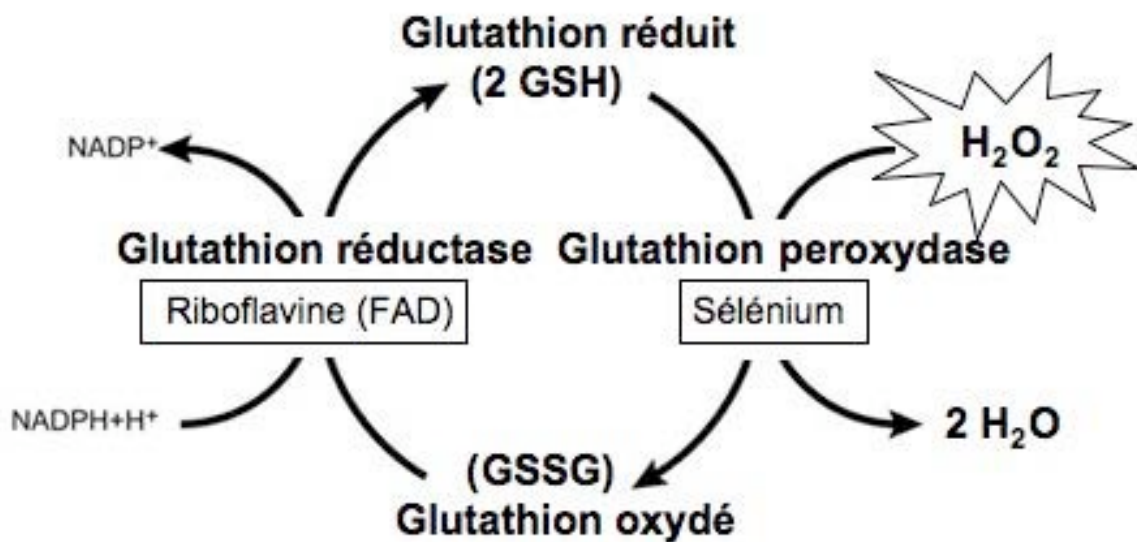 Glutathion réduit
(2 GSH)
H₂O₂
NADP⁺
Glutathion réductase
Glutathion peroxydase
Riboflavine (FAD)
Sélénium
NADPH+H⁺
2 H₂O
(GSSG)
Glutathion oxydé